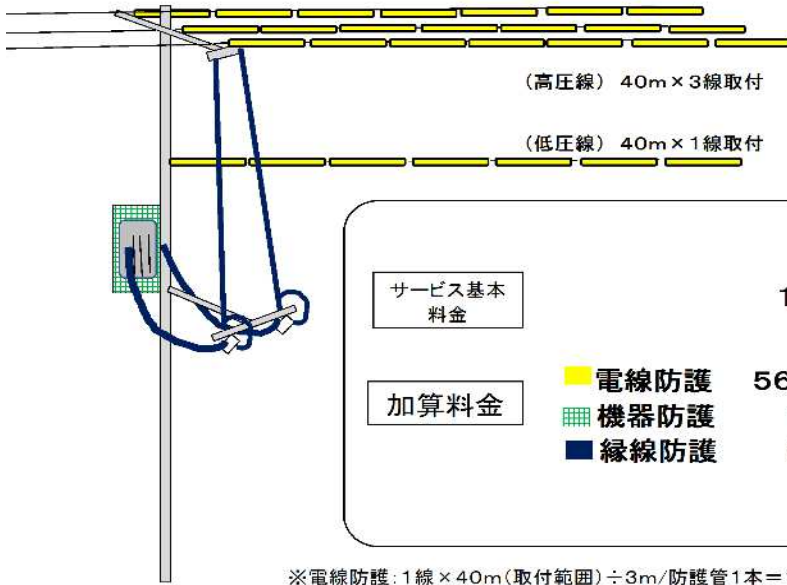 (高圧線) 40m×3線取付
(低圧線) 40m×1線取付
サービス基本
料金
1
加算料金
電線防護 56
機器防護
縁線防護
※電線防護:1線×40m(取付範囲)÷3m/防護管1本=